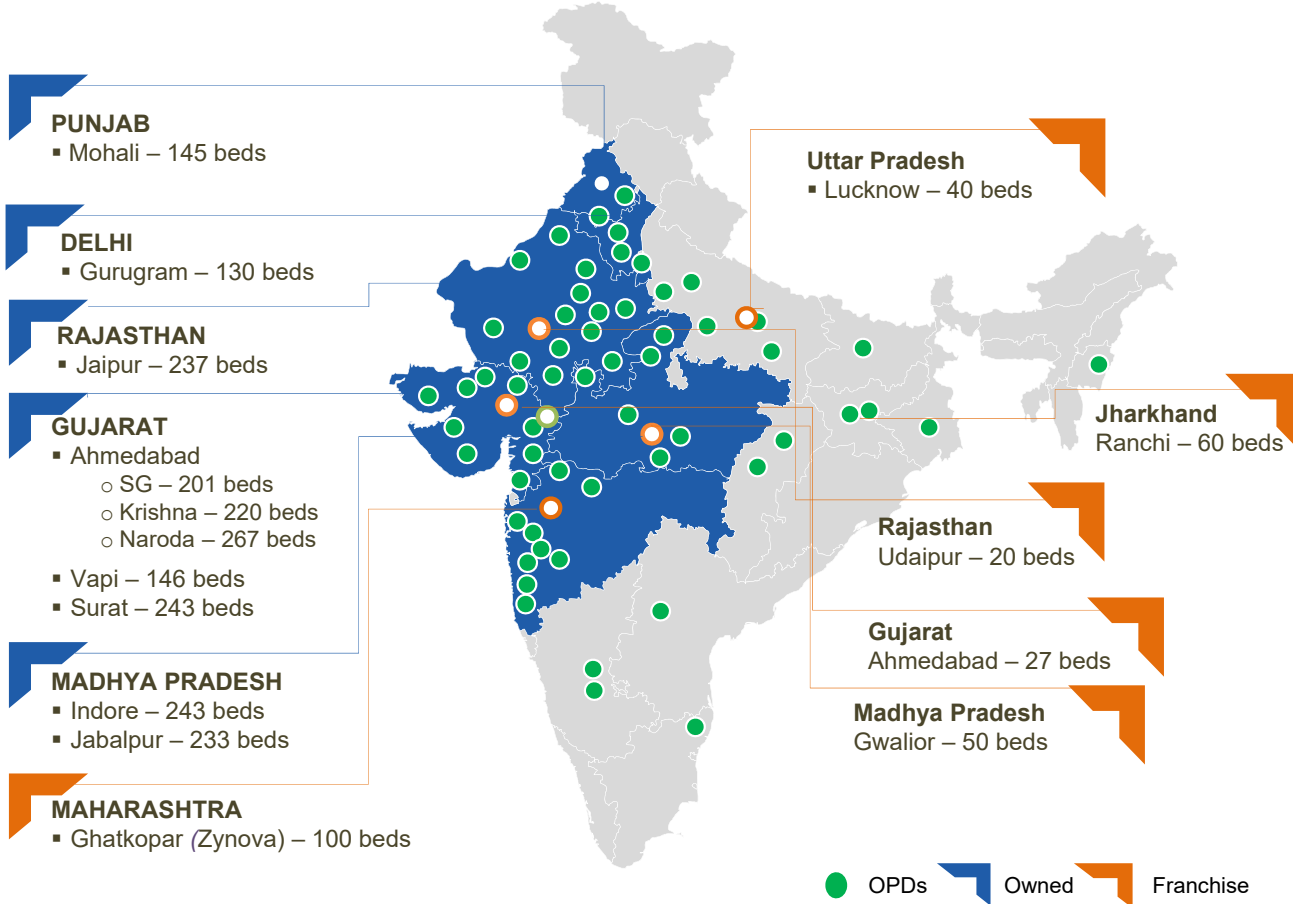 PUNJAB
▪ Mohali – 145 beds
DELHI
▪ Gurugram – 130 beds
RAJASTHAN
▪ Jaipur – 237 beds
GUJARAT
▪ Ahmedabad
o SG – 201 beds
o Krishna – 220 beds
o Naroda – 267 beds
▪ Vapi – 146 beds
▪ Surat – 243 beds
MADHYA PRADESH
▪ Indore – 243 beds
▪ Jabalpur – 233 beds
MAHARASHTRA
▪ Ghatkopar (Zynova) – 100 beds
Uttar Pradesh
▪ Lucknow – 40 beds
Jharkhand
Ranchi – 60 beds
Rajasthan
Udaipur – 20 beds
Gujarat
Ahmedabad – 27 beds
Madhya Pradesh
Gwalior – 50 beds
OPDs Owned Franchise